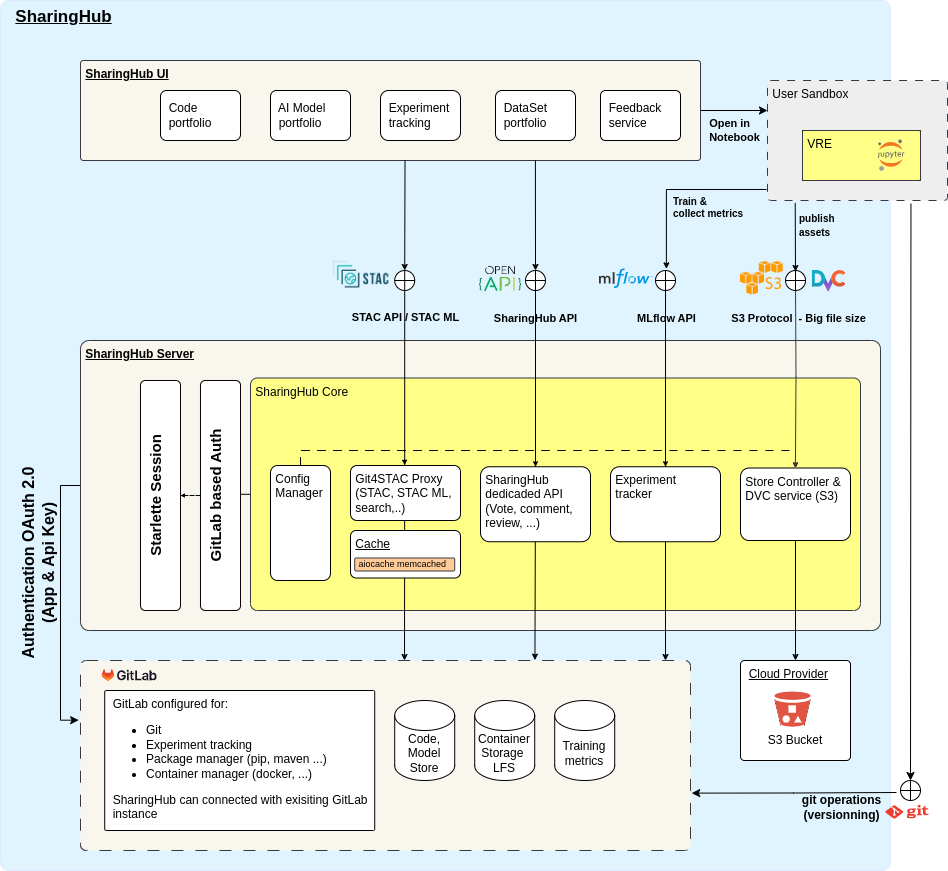 SharingHub
SharingHub UI
Code
portfolio
AI Model
portfolio
Experiment
tracking
DataSet
portfolio
Feedback
service
Open in
Notebook
User Sandbox
VRE
jupyter
Train &
collect metrics
publish
assets
STAC
OPEN
{API}
mlflow
S3
DVC
STAC API / STAC ML
SharingHub API
MLflow API
S3 Protocol - Big file size
SharingHub Server
Starlette Session
GitLab based Auth
SharingHub Core
Config
Manager
Git4STAC Proxy
(STAC, STAC ML,
search,..)
Cache
aiocache memcached
SharingHub
dedicaded API
(Vote, comment,
review, ...)
Experiment
tracker
Store Controller &
DVC service (S3)
Authentication OAuth 2.0
(App & Api Key)
GitLab
GitLab configured for:
• Git
• Experiment tracking
• Package manager (pip, maven ...)
• Container manager (docker, ...)
SharingHub can connected with exisiting GitLab
instance
Code,
Model
Store
Container
Storage
LFS
Training
metrics
Cloud Provider
S3 Bucket
git operations
(versionning)
git